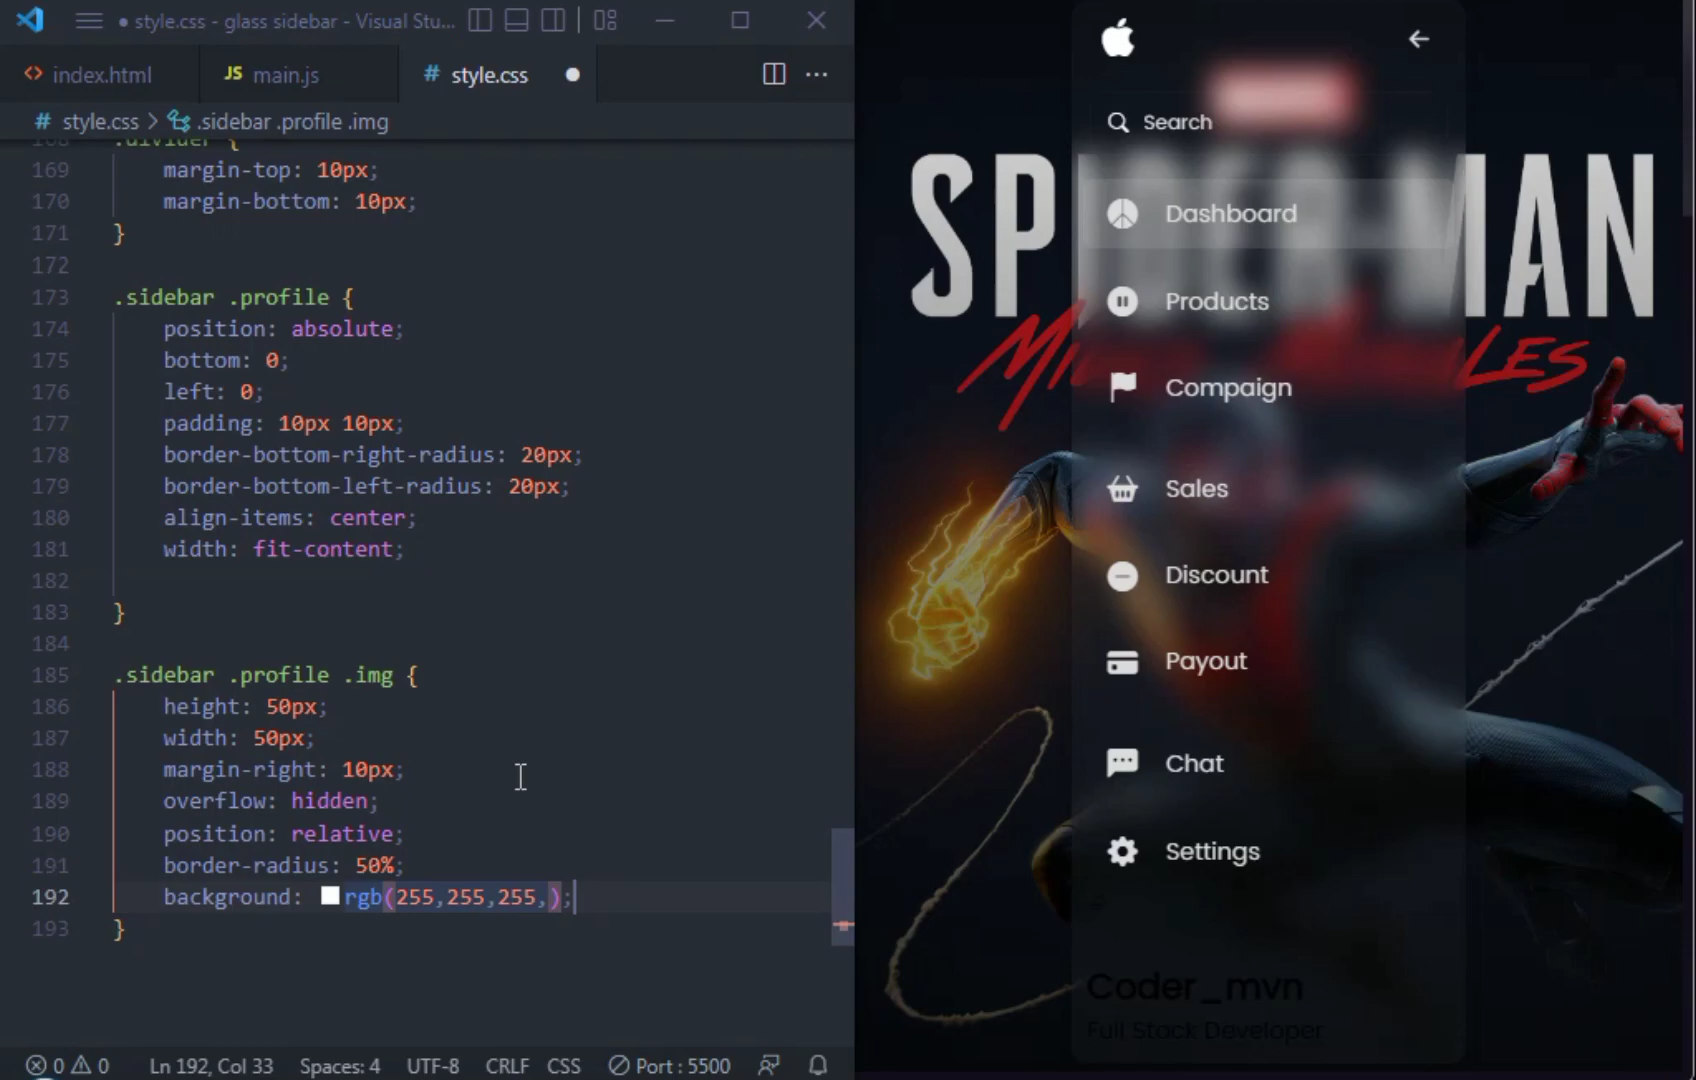 style.css - glass sidebar - Visual Stu...
index.html
JS main.js
# style.css
# style.css > .sidebar .profile .img
168 .divider {
169 margin-top: 10px;
170 margin-bottom: 10px;
171 }
172
173 .sidebar .profile {
174 position: absolute;
175 bottom: 0;
176 left: 0;
177 padding: 10px 10px;
178 border-bottom-right-radius: 20px;
179 border-bottom-left-radius: 20px;
180 align-items: center;
181 width: fit-content;
182
183 }
184
185 .sidebar .profile .img {
186 height: 50px;
187 width: 50px;
188 margin-right: 10px;
189 overflow: hidden;
190 position: relative;
191 border-radius: 50%;
192 background: rgb(255,255,255,);
193 }
0 0 Ln 192, Col 33 Spaces: 4 UTF-8 CRLF CSS Port : 5500
Search
SPIDER-MAN
Dashboard
Products
Compaign
Sales
Discount
Payout
Chat
Settings
Coder_mvn
Full Stack Developer